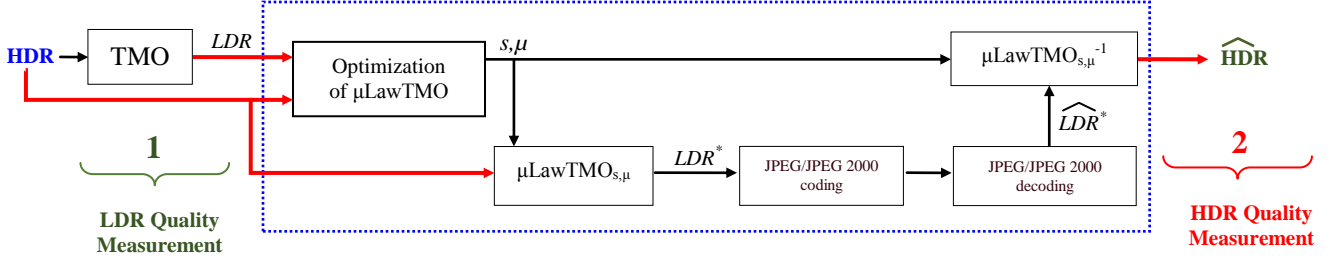 HDR
TMO
LDR
Optimization
of μLawTMO
s,μ
μLawTMOs,μ-1
HDR
μLawTMOs,μ
LDR*
JPEG/JPEG 2000
coding
JPEG/JPEG 2000
decoding
LDR*
1
LDR Quality
Measurement
2
HDR Quality
Measurement